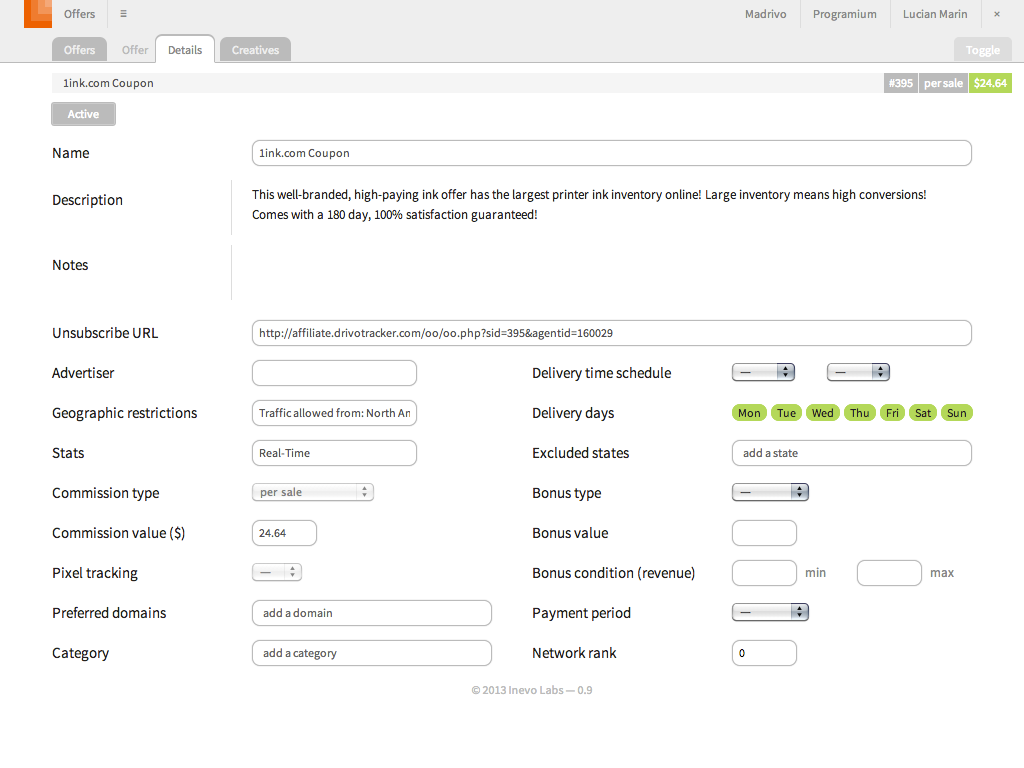 Offers ≡ Madrivo Programium Lucian Marin ×
Offers Offer Details Creatives Toggle
1ink.com Coupon #395 per sale $24.64
Active
Name 1ink.com Coupon
Description This well-branded, high-paying ink offer has the largest printer ink inventory online! Large inventory means high conversions!
Comes with a 180 day, 100% satisfaction guaranteed!
Notes
Unsubscribe URL http://affiliate.drivotracker.com/oo/oo.php?sid=395&agentid=160029
Advertiser Delivery time schedule — —
Geographic restrictions Traffic allowed from: North Delivery days Mon Tue Wed Thu Fri Sat Sun
Stats Real-Time Excluded states add a state
Commission type per sale Bonus type —
Commission value ($) 24.64 Bonus value
Pixel tracking — Bonus condition (revenue) min max
Preferred domains add a domain Payment period —
Category add a category Network rank 0
© 2013 Inevo Labs — 0.9